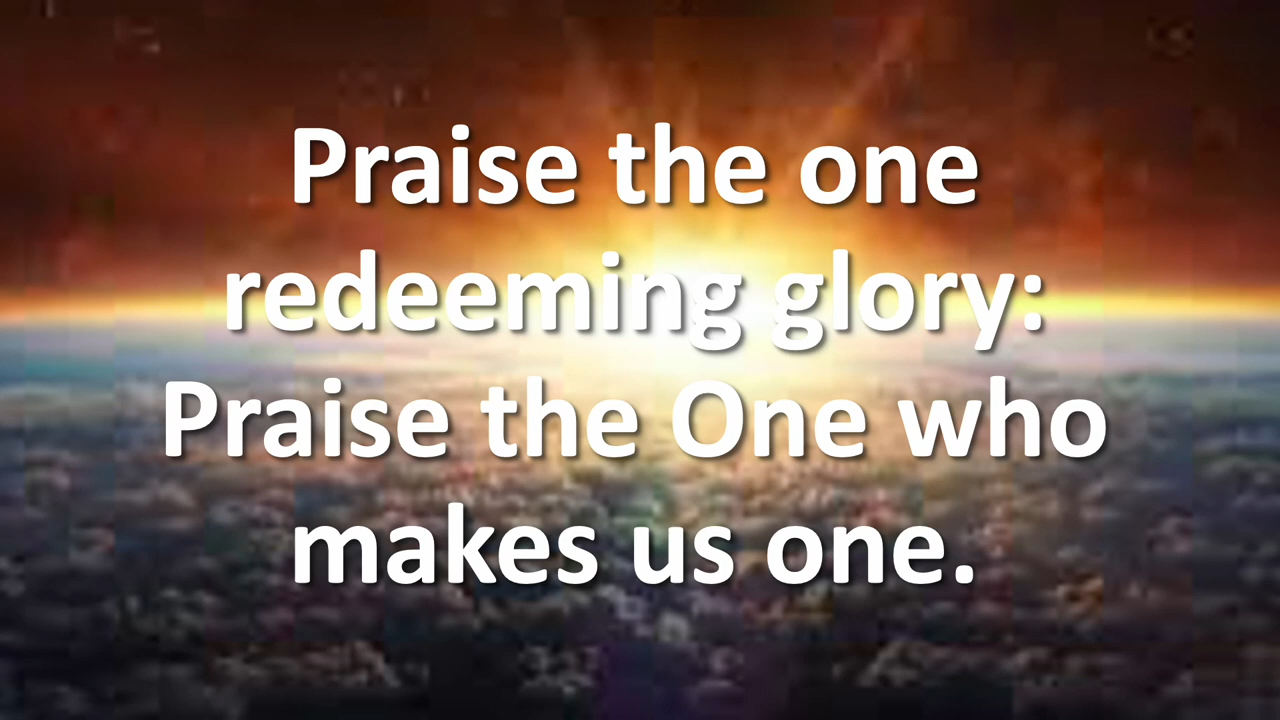 Praise the one
redeeming glory:
Praise the One who
makes us one.